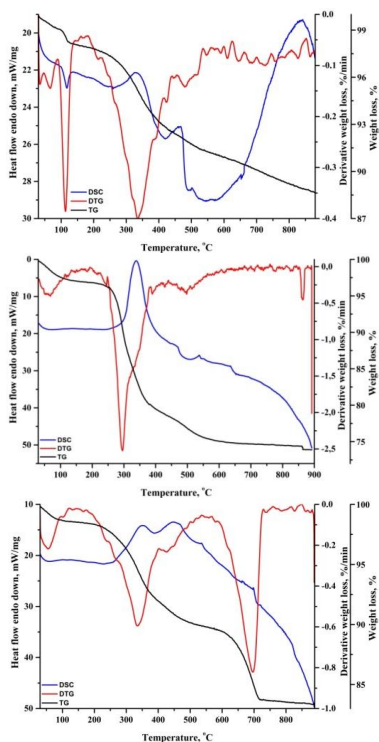 Heat flow endo down, mW/mg
20
22
24
26
28
30
DSC
DTG
TG
100 200 300 400 500 600 700 800
Temperature, °C
0.0
-0.1
-0.2
-0.3
-0.4
Derivative weight loss, %/min
99
96
93
90
87
Weight loss, %
Heat flow endo down, mW/mg
0
10
20
30
40
50
DSC
DTG
TG
100 200 300 400 500 600 700 800 900
Temperature, °C
0.0
-0.5
-1.0
-1.5
-2.0
-2.5
Derivative weight loss, %/min
100
95
90
85
80
75
Weight loss, %
Heat flow endo down, mW/mg
10
20
30
40
50
DSC
DTG
TG
100 200 300 400 500 600 700 800
Temperature, °C
0.0
-0.2
-0.4
-0.6
-0.8
-1.0
Derivative weight loss, %/min
100
95
90
85
Weight loss, %